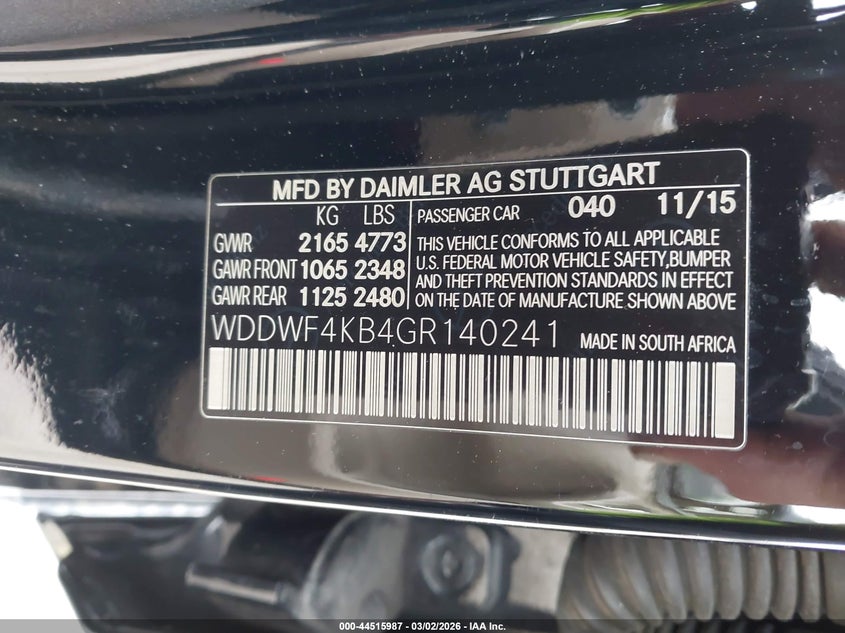 MFD BY DAIMLER AG STUTTGART
KG LBS PASSENGER CAR 040 11/15
GVWR 2165 4773 THIS VEHICLE CONFORMS TO ALL APPLICABLE
GAWR FRONT 1065 2348 U.S. FEDERAL MOTOR VEHICLE SAFETY,BUMPER
GAWR REAR 1125 2480 AND THEFT PREVENTION STANDARDS IN EFFECT
ON THE DATE OF MANUFACTURE SHOWN ABOVE
WDDWF4KB4GR140241 MADE IN SOUTH AFRICA
000-44515987 - 03/02/2026 - IAA Inc.